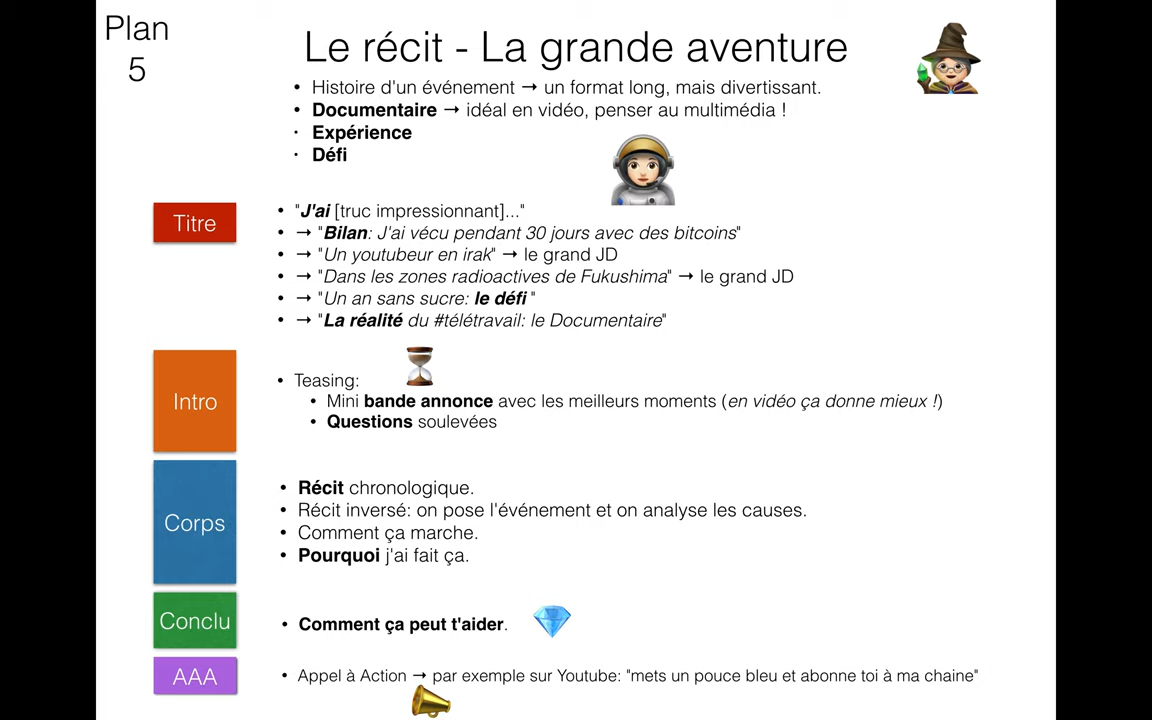 Plan
5
Le récit - La grande aventure
• Histoire d'un événement → un format long, mais divertissant.
• Documentaire → idéal en vidéo, penser au multimédia !
• Expérience
• Défi
Titre
• "J'ai [truc impressionnant]..."
• → "Bilan: J'ai vécu pendant 30 jours avec des bitcoins"
• → "Un youtubeur en irak" → le grand JD
• → "Dans les zones radioactives de Fukushima" → le grand JD
• → "Un an sans sucre: le défi "
• → "La réalité du #télétravail: le Documentaire"
Intro
• Teasing:
• Mini bande annonce avec les meilleurs moments (en vidéo ça donne mieux !)
• Questions soulevées
Corps
• Récit chronologique.
• Récit inversé: on pose l'événement et on analyse les causes.
• Comment ça marche.
• Pourquoi j'ai fait ça.
Conclu
• Comment ça peut t'aider.
AAA
• Appel à Action → par exemple sur Youtube: "mets un pouce bleu et abonne toi à ma chaine"